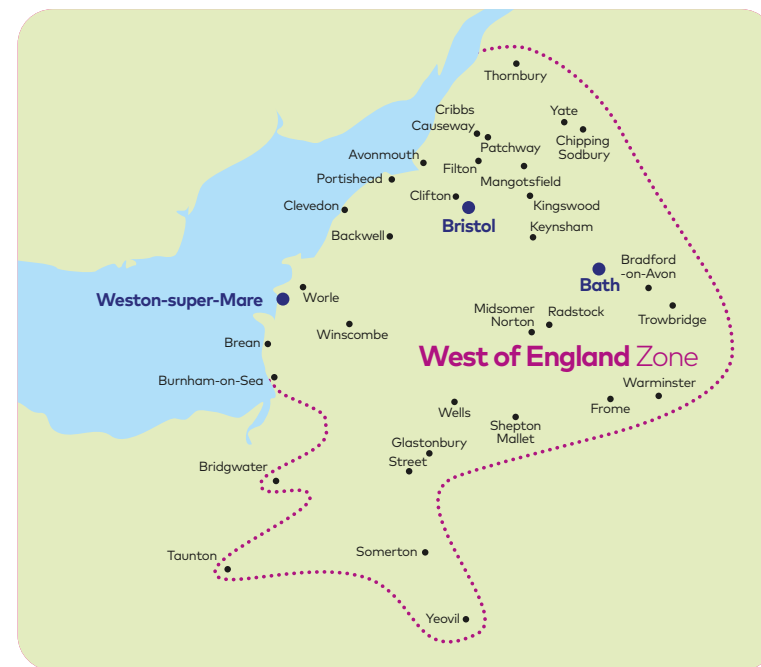 Thornbury
Cribbs
Causeway
Yate
Patchway
Chipping
Sodbury
Avonmouth
Filton
Portishead
Mangotsfield
Clifton
Clevedon
Kingswood
Bristol
Keynsham
Backwell
Bradford
-on-Avon
Bath
Weston-super-Mare
Worle
Midsomer
Norton
Radstock
Trowbridge
Winscombe
Brean
West of England Zone
Burnham-on-Sea
Warminster
Frome
Wells
Shepton
Mallet
Glastonbury
Street
Bridgwater
Somerton
Taunton
Yeovil